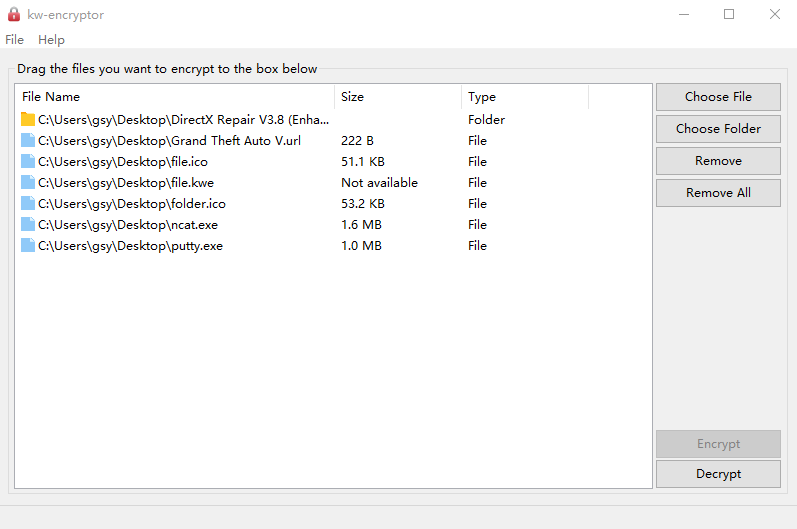 kw-encryptor
File Help
Drag the files you want to encrypt to the box below
File Name Size Type
C:\Users\gsy\Desktop\DirectX Repair V3.8 (Enha... Folder
C:\Users\gsy\Desktop\Grand Theft Auto V.url 222 B File
C:\Users\gsy\Desktop\file.ico 51.1 KB File
C:\Users\gsy\Desktop\file.kwe Not available File
C:\Users\gsy\Desktop\folder.ico 53.2 KB File
C:\Users\gsy\Desktop\ncat.exe 1.6 MB File
C:\Users\gsy\Desktop\putty.exe 1.0 MB File
Choose File
Choose Folder
Remove
Remove All
Encrypt
Decrypt